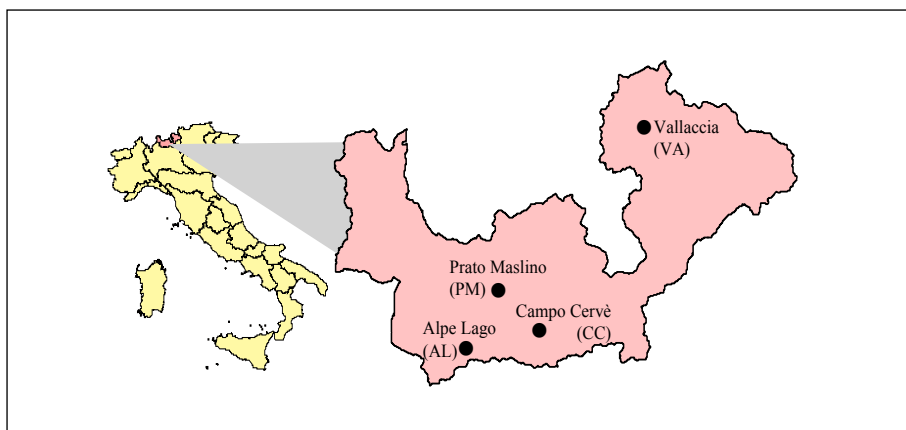 Vallaccia
(VA)
Prato Maslino
(PM)
Campo Cervè
(CC)
Alpe Lago
(AL)